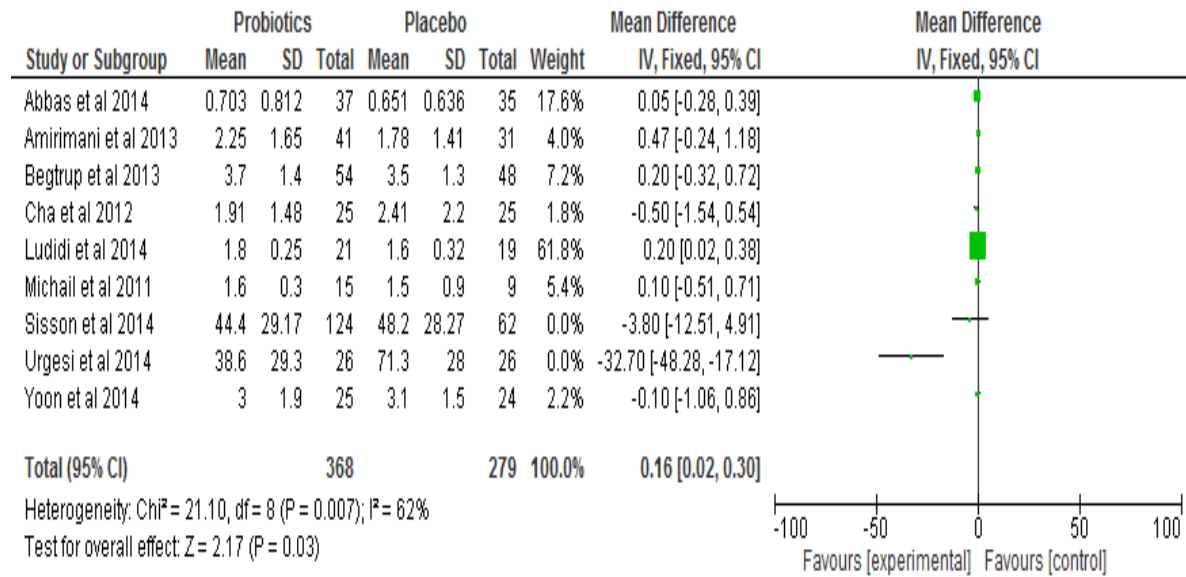 Probiotics Placebo Mean Difference Mean Difference
Study or Subgroup Mean SD Total Mean SD Total Weight IV, Fixed, 95% CI IV, Fixed, 95% CI
Abbas et al 2014 0.703 0.812 37 0.651 0.636 35 17.6% 0.05 [-0.28, 0.39]
Amirimani et al 2013 2.25 1.65 41 1.78 1.41 31 4.0% 0.47 [-0.24, 1.18]
Begtrup et al 2013 3.7 1.4 54 3.5 1.3 48 7.2% 0.20 [-0.32, 0.72]
Cha et al 2012 1.91 1.48 25 2.41 2.2 25 1.8% -0.50 [-1.54, 0.54]
Ludidi et al 2014 1.8 0.25 21 1.6 0.32 19 61.8% 0.20 [0.02, 0.38]
Michail et al 2011 1.6 0.3 15 1.5 0.9 9 5.4% 0.10 [-0.51, 0.71]
Sisson et al 2014 44.4 29.17 124 48.2 28.27 62 0.0% -3.80 [-12.51, 4.91]
Urgesi et al 2014 38.6 29.3 26 71.3 28 26 0.0% -32.70 [-48.28, -17.12]
Yoon et al 2014 3 1.9 25 3.1 1.5 24 2.2% -0.10 [-1.06, 0.86]
Total (95% CI) 368 279 100.0% 0.16 [0.02, 0.30]
Heterogeneity: Chi² = 21.10, df = 8 (P = 0.007); I² = 62%
Test for overall effect: Z = 2.17 (P = 0.03)
-100 -50 0 50 100
Favours [experimental] Favours [control]